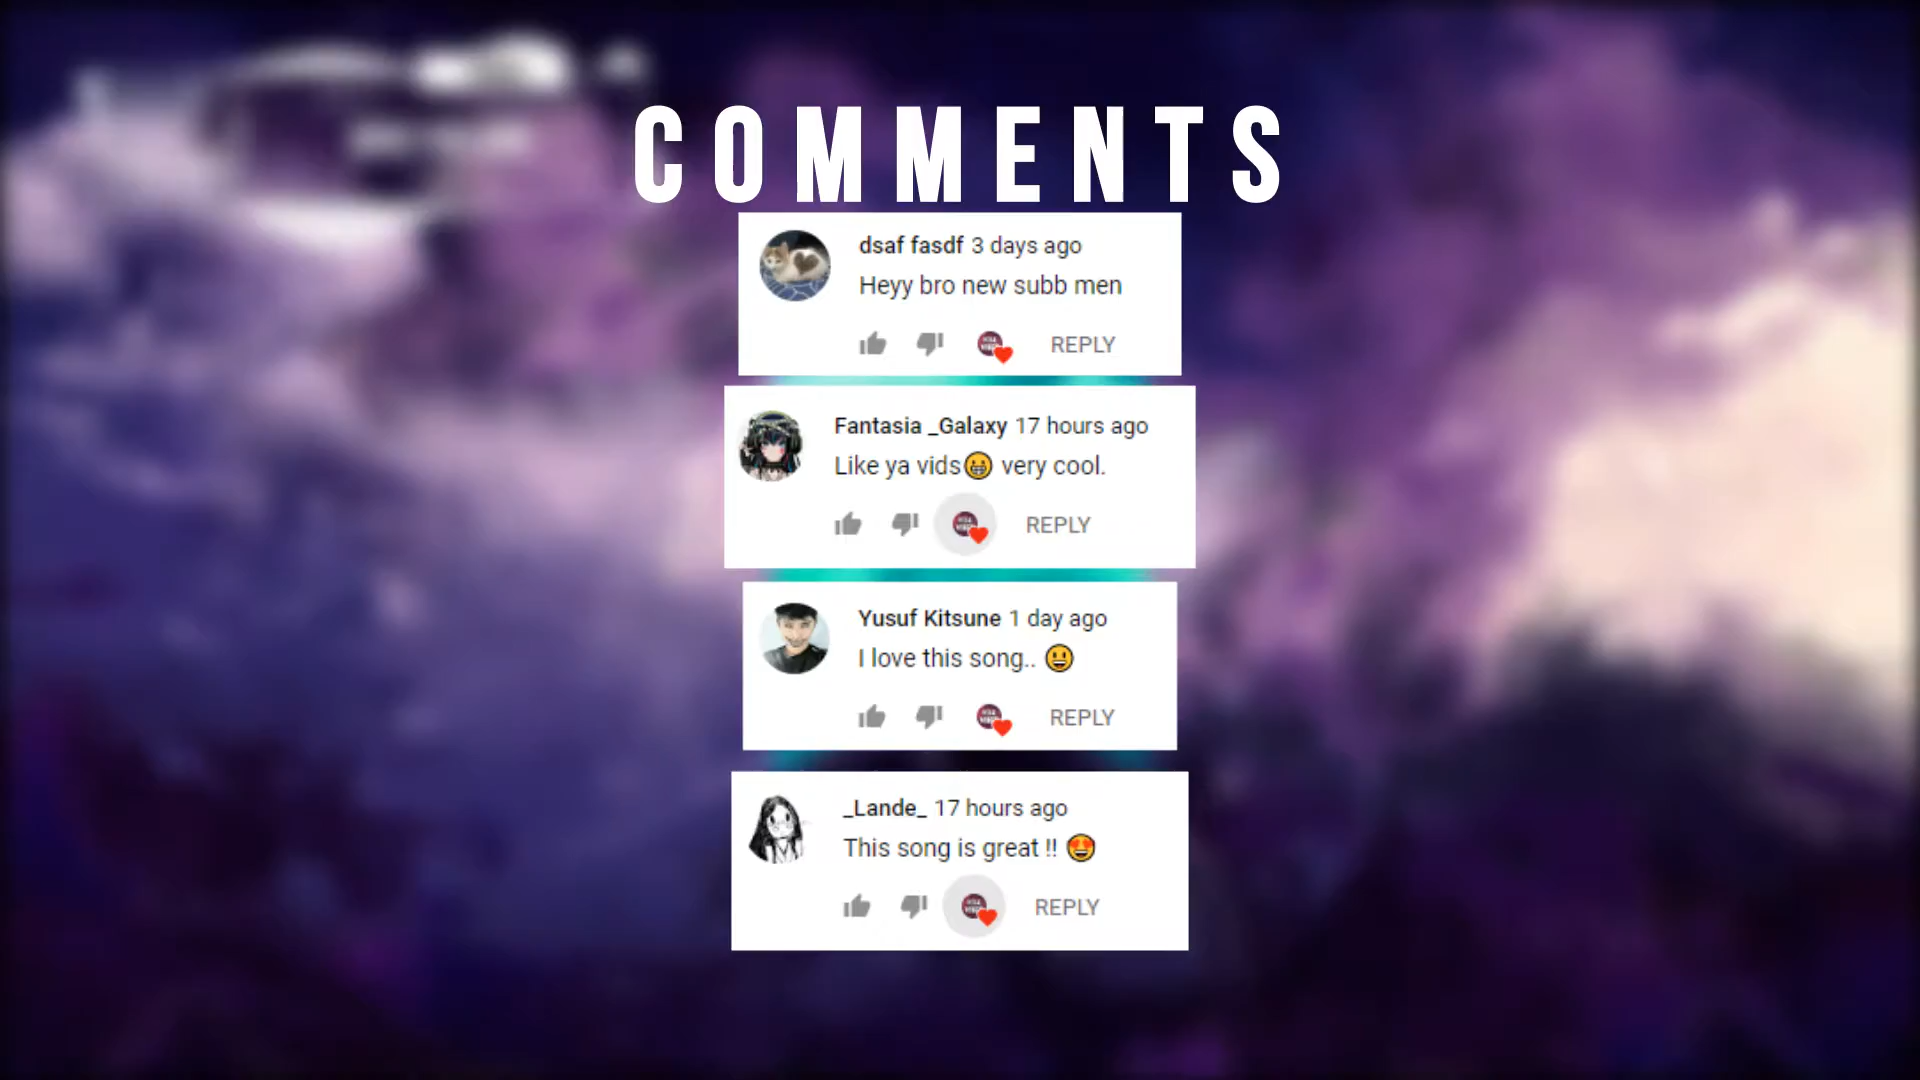 COMMENTS
dsaf fasdf 3 days ago
Heyy bro new subb men
REPLY
Fantasia _Galaxy 17 hours ago
Like ya vids😁 very cool.
REPLY
Yusuf Kitsune 1 day ago
I love this song.. 😃
REPLY
_Lande_ 17 hours ago
This song is great !! 😍
REPLY